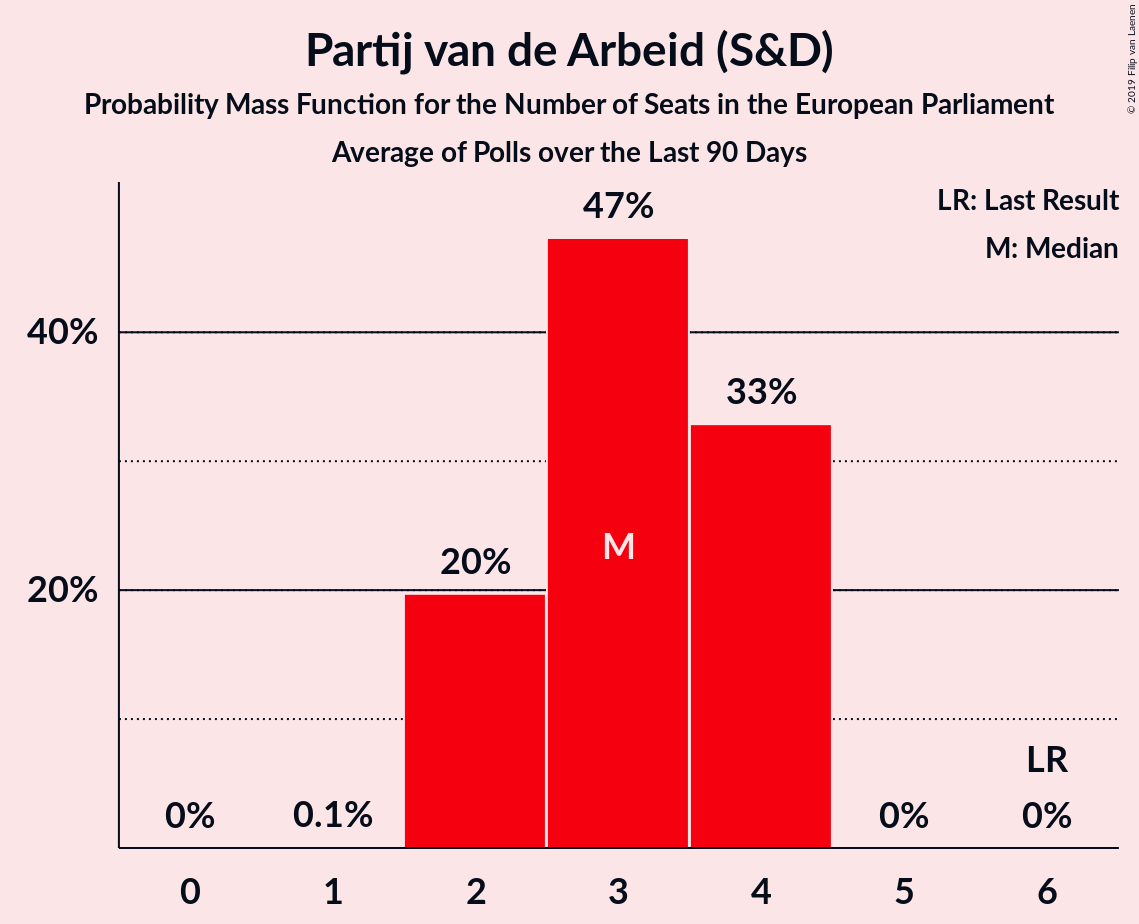 Partij van de Arbeid (S&D)
Probability Mass Function for the Number of Seats in the European Parliament
Average of Polls over the Last 90 Days
© 2019 Filip van Laenen
LR: Last Result
M: Median
47%
40%
33%
M
20%
20%
LR
0%
0.1%
0%
0%
0
1
2
3
4
5
6